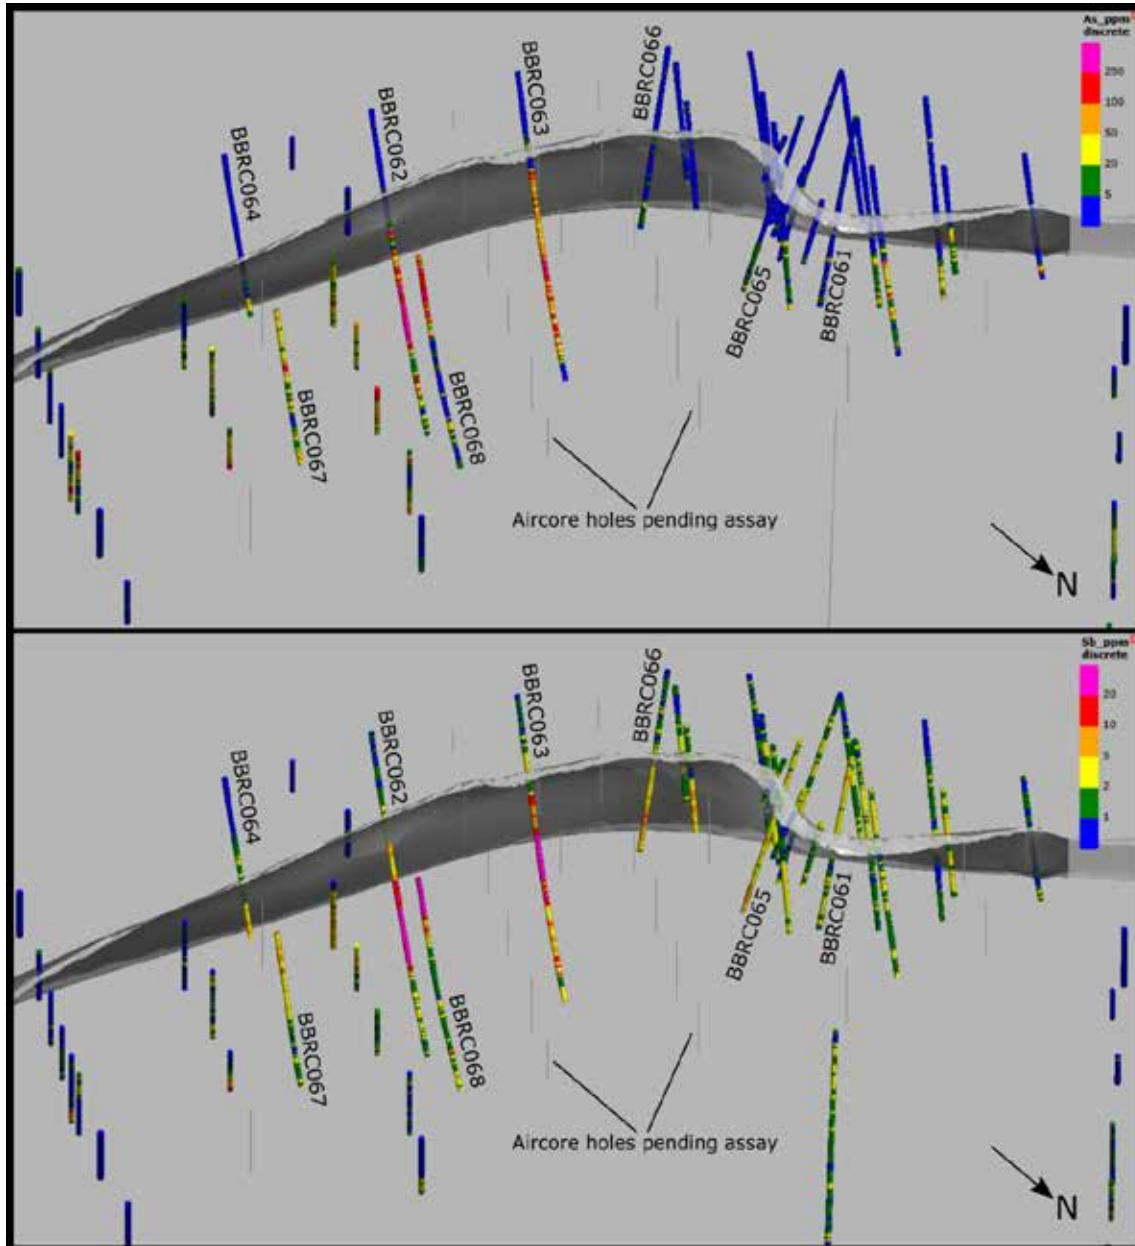 As_ppm
discrete
250
100
50
20
5
BBRC066
BBRC063
BBRC062
BBRC064
BBRC065
BBRC061
BBRC068
BBRC067
Aircore holes pending assay
N
Sb_ppm
discrete
20
10
5
2
1
BBRC066
BBRC063
BBRC062
BBRC064
BBRC065
BBRC061
BBRC068
BBRC067
Aircore holes pending assay
N